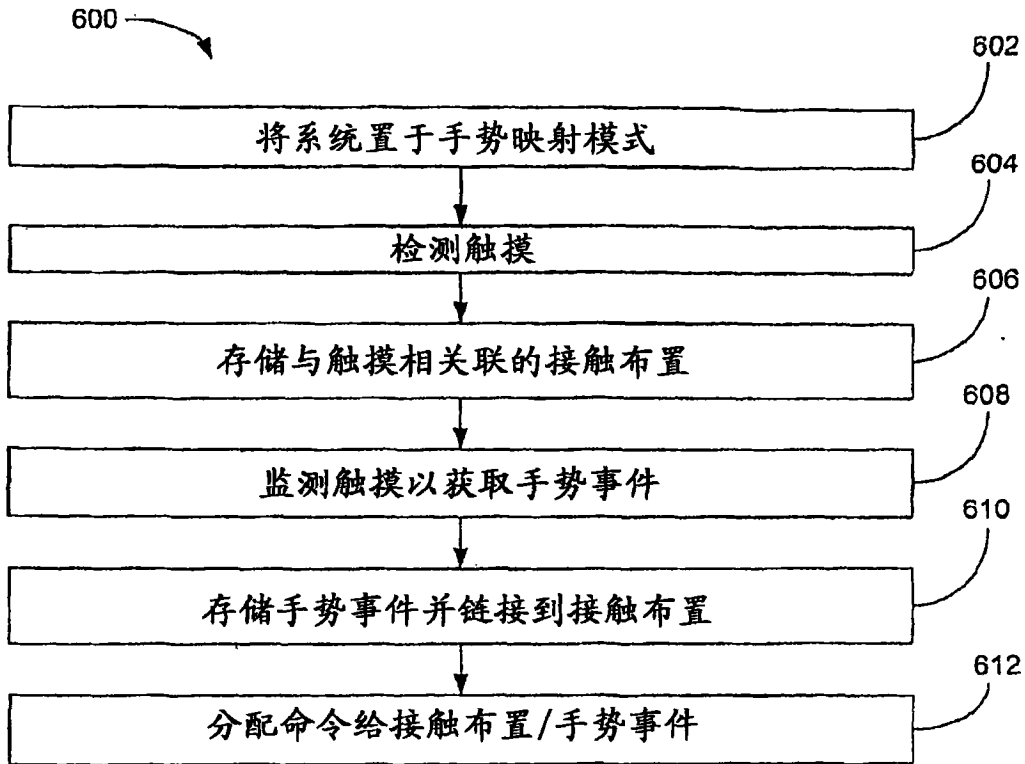 600
602
将系统置于手势映射模式
604
检测触摸
606
存储与触摸相关联的接触布置
608
监测触摸以获取手势事件
610
存储手势事件并链接到接触布置
612
分配命令给接触布置/手势事件